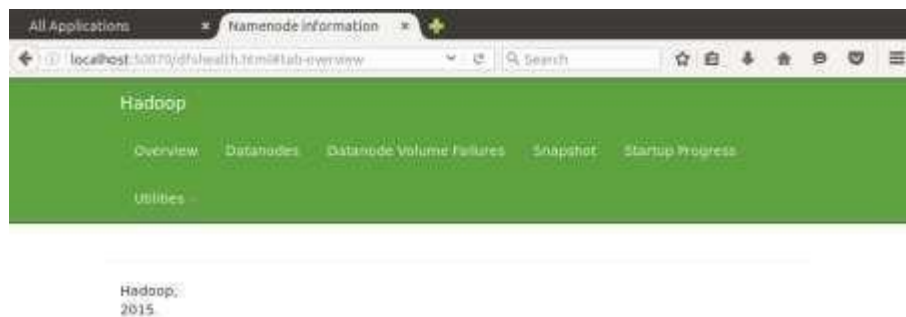 All Applications × Namenode information ×
localhost:50070/dfshealth.html#tab-overview Search
Hadoop
Overview Datanodes Datanode Volume Failures Snapshot Startup Progress
Utilities
Hadoop,
2015.